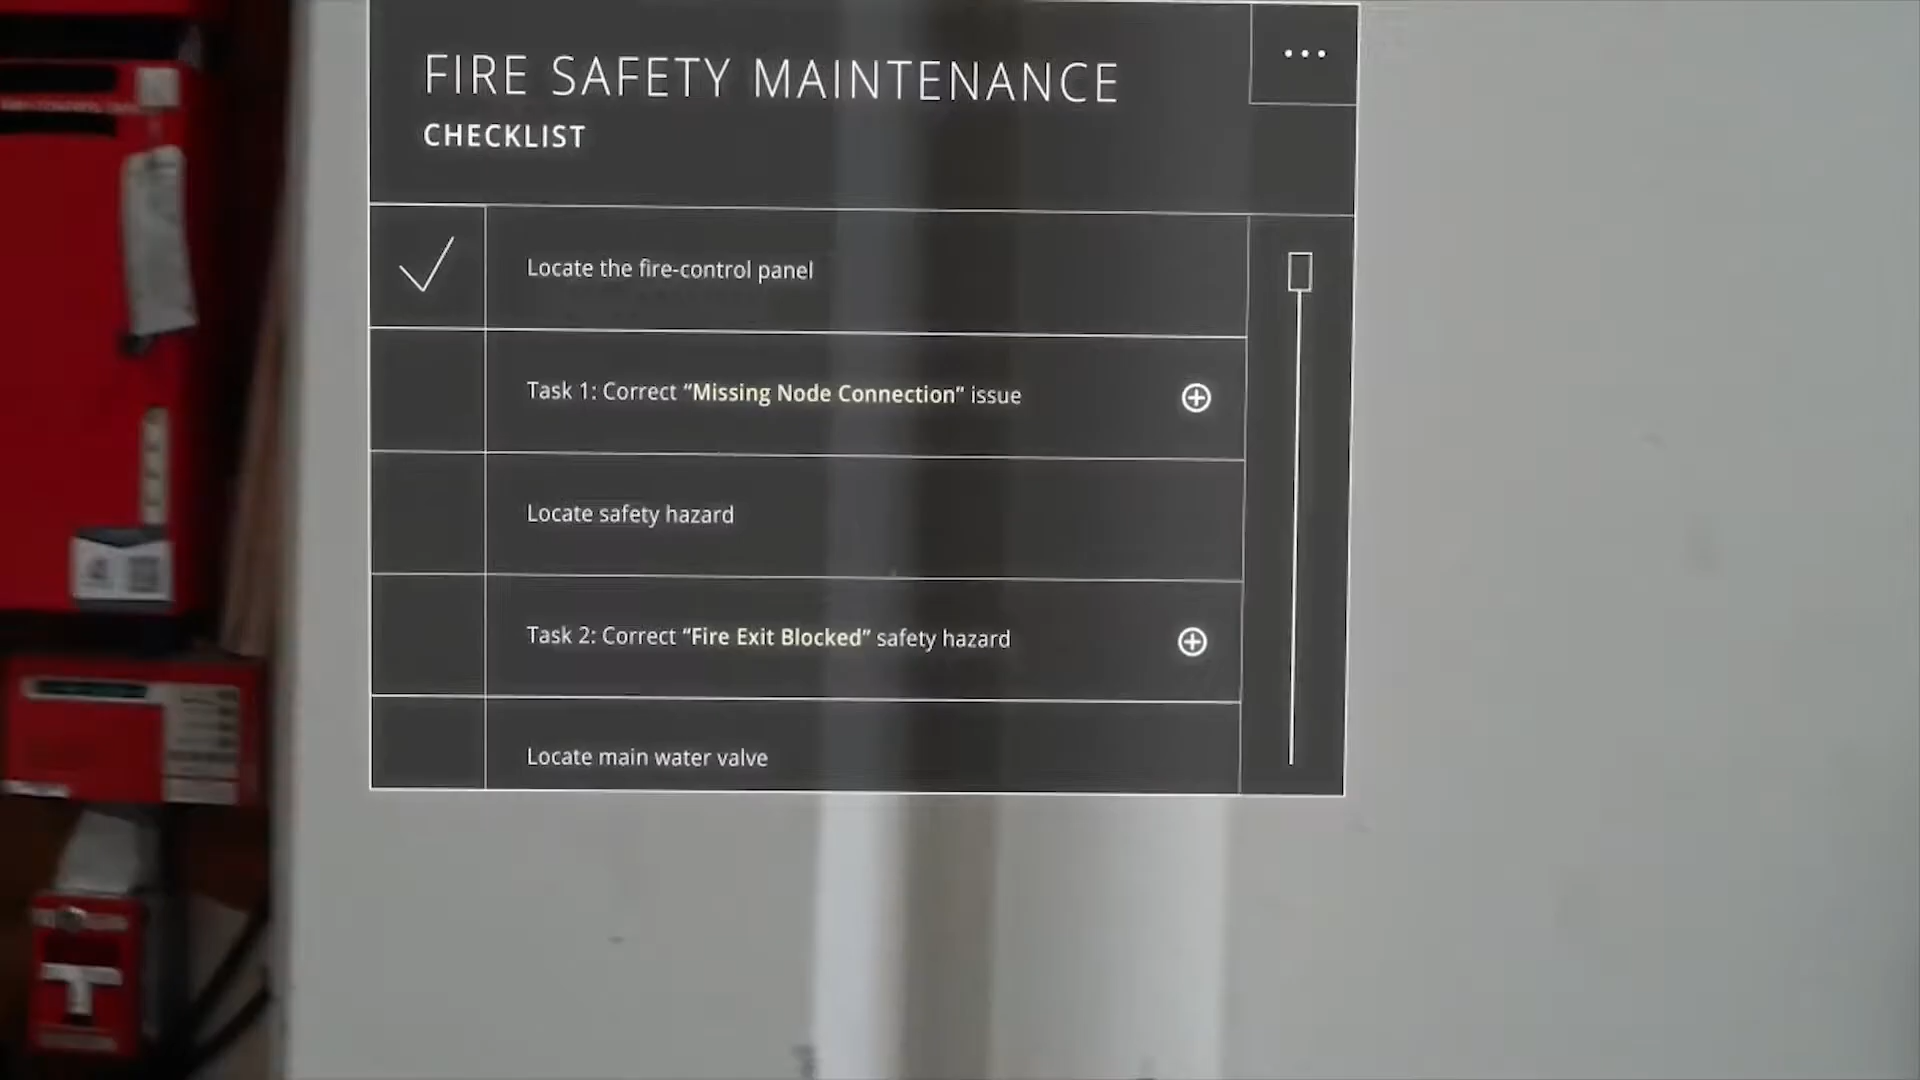 FIRE SAFETY MAINTENANCE
CHECKLIST
Locate the fire-control panel
Task 1: Correct “Missing Node Connection” issue
Locate safety hazard
Task 2: Correct “Fire Exit Blocked” safety hazard
Locate main water valve